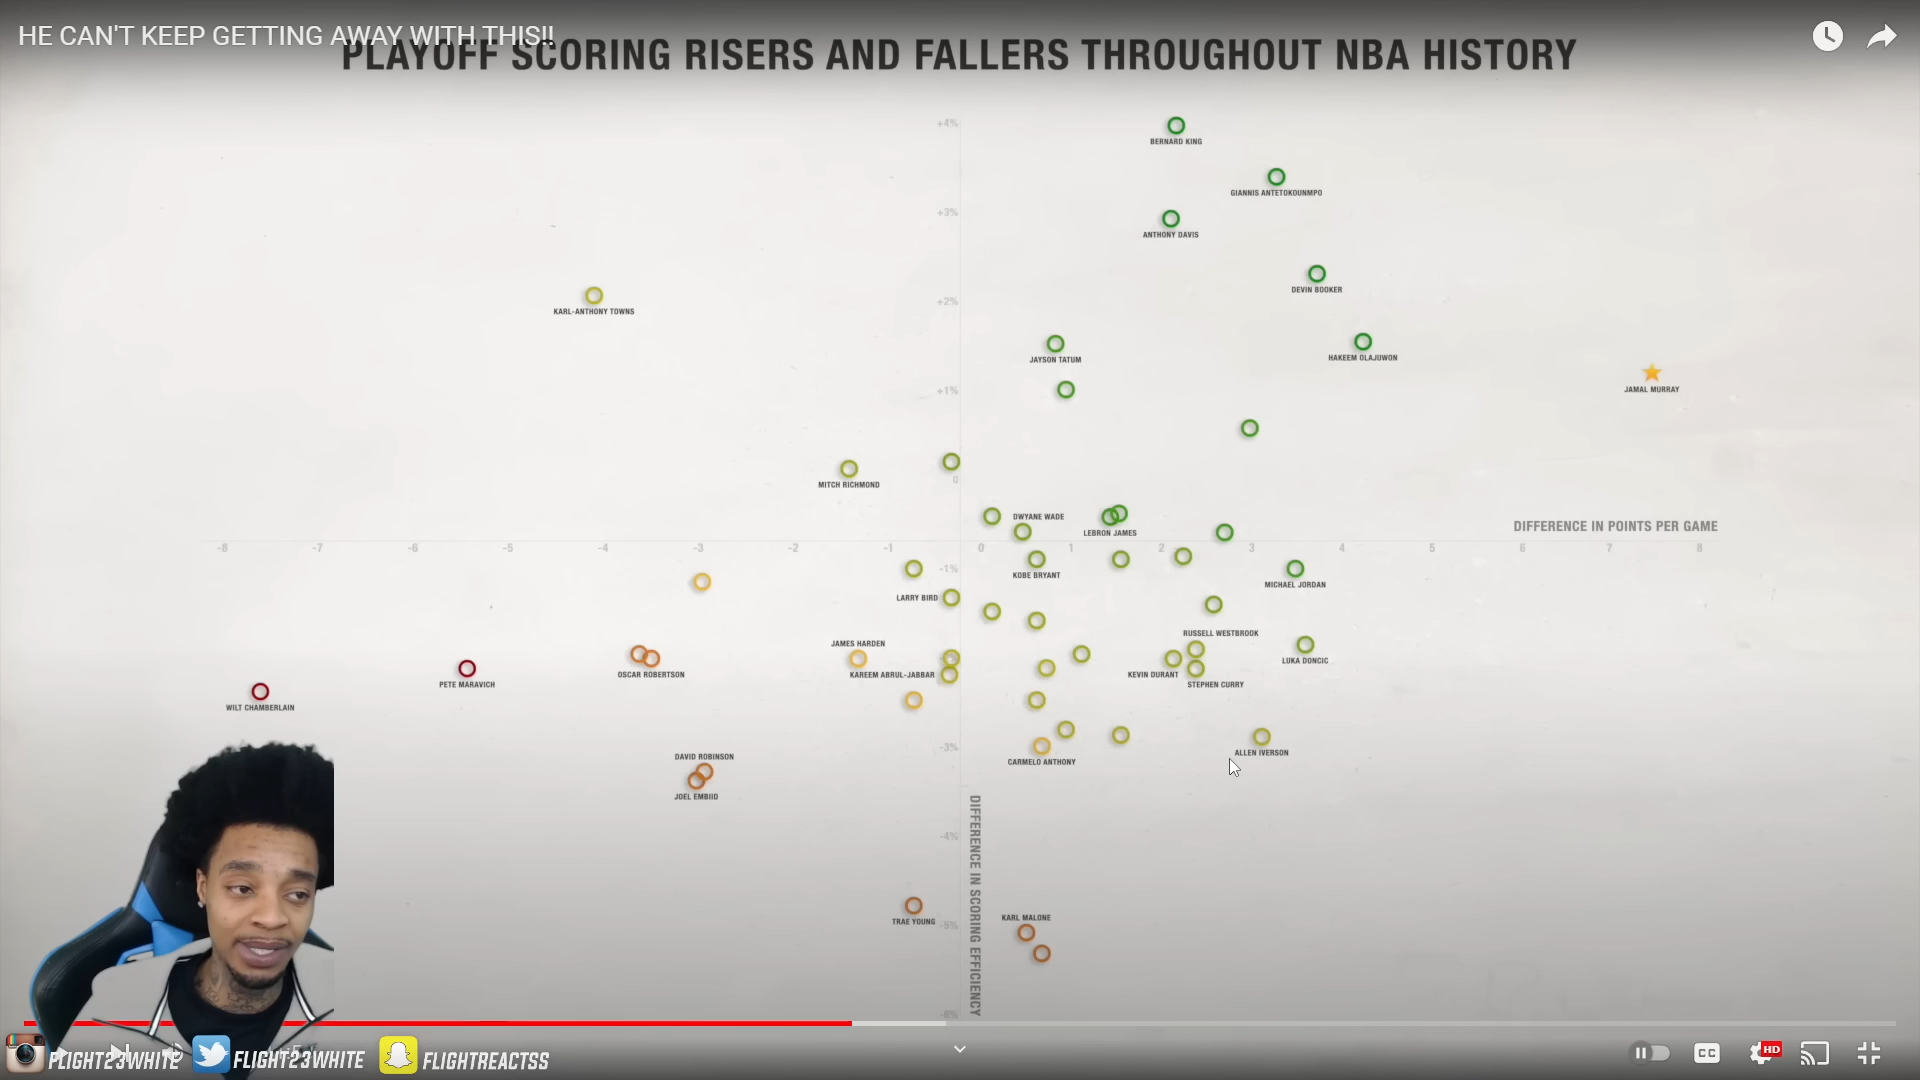 HE CAN'T KEEP GETTING AWAY WITH THIS!!
PLAYOFF SCORING RISERS AND FALLERS THROUGHOUT NBA HISTORY
+4%
BERNARD KING
GIANNIS ANTETOKOUNMPO
+3%
ANTHONY DAVIS
DEVIN BOOKER
+2%
KARL-ANTHONY TOWNS
JAYSON TATUM
HAKEEM OLAJUWON
+1%
JAMAL MURRAY
0
MITCH RICHMOND
DWYANE WADE
DIFFERENCE IN POINTS PER GAME
LEBRON JAMES
-8 -7 -6 -5 -4 -3 -2 -1 0 1 2 3 4 5 6 7 8
-1%
KOBE BRYANT
MICHAEL JORDAN
LARRY BIRD
RUSSELL WESTBROOK
JAMES HARDEN
LUKA DONCIC
OSCAR ROBERTSON
KAREEM ABRUL-JABBAR
KEVIN DURANT
PETE MARAVICH
STEPHEN CURRY
WILT CHAMBERLAIN
-3%
ALLEN IVERSON
DAVID ROBINSON
CARMELO ANTHONY
JOEL EMBIID
-4%
DIFFERENCE IN SCORING EFFICIENCY
KARL MALONE
TRAE YOUNG
-5%
-6%
FLIGHT23WHITE FLIGHT23WHITE FLIGHTREACTSS
CC
HD